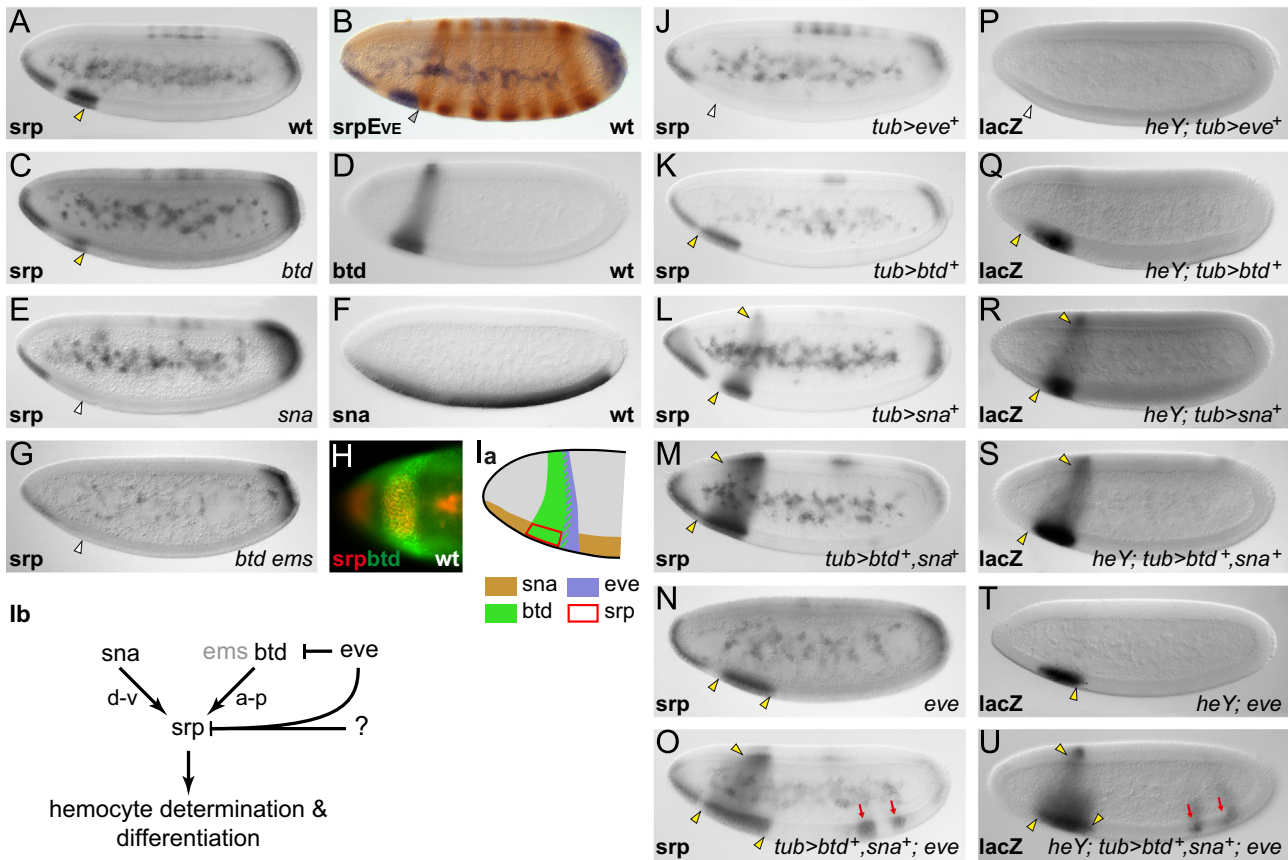 A
srp
wt
B
srpEVE
wt
C
srp
btd
D
btd
wt
E
srp
sna
F
sna
wt
G
srp
btd ems
H
srpbtd
wt
Ia
sna
eve
btd
srp
Ib
sna
ems btd
eve
d-v
a-p
srp
?
hemocyte determination &
differentiation
J
srp
tub>eve+
K
srp
tub>btd+
L
srp
tub>sna+
M
srp
tub>btd+,sna+
N
srp
eve
O
srp
tub>btd+,sna+; eve
P
lacZ
heY; tub>eve+
Q
lacZ
heY; tub>btd+
R
lacZ
heY; tub>sna+
S
lacZ
heY; tub>btd+,sna+
T
lacZ
heY; eve
U
lacZ
heY; tub>btd+,sna+; eve